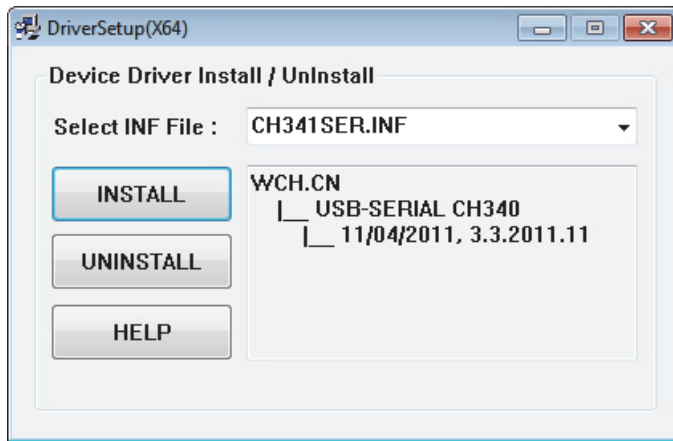 DriverSetup(X64)
Device Driver Install / UnInstall
Select INF File :
CH341SER.INF
INSTALL
UNINSTALL
HELP
WCH.CN
|__ USB-SERIAL CH340
|__ 11/04/2011, 3.3.2011.11